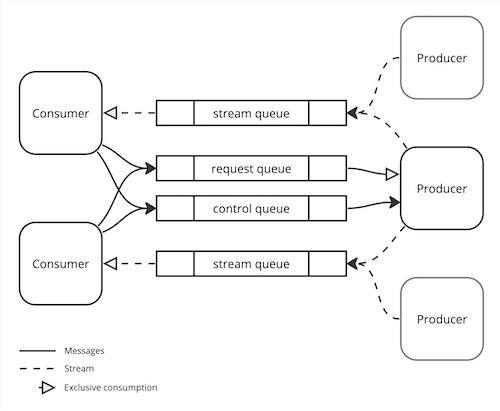 Producer
Consumer
stream queue
request queue
Producer
control queue
Consumer
stream queue
Producer
Messages
Stream
Exclusive consumption